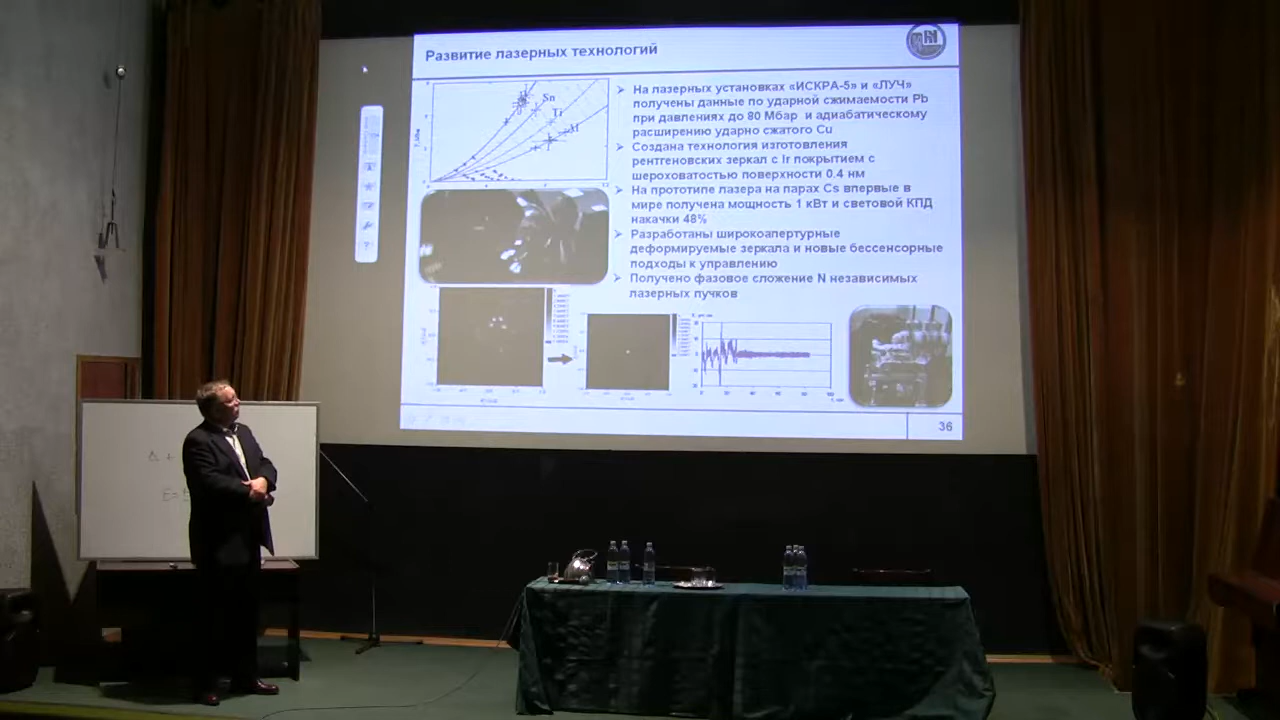 Развитие лазерных технологий
На лазерных установках «ИСКРА-5» и «ЛУЧ»
получены данные по ударной сжимаемости Pb
при давлениях до 80 Мбар и адиабатическому
расширению ударно сжатого Cu
Создана технология изготовления
рентгеновских зеркал с Ir покрытием с
шероховатостью поверхности 0.4 нм
На прототипе лазера на парах Cs впервые в
мире получена мощность 1 кВт и световой КПД
накачки 48%
Разработаны широкоапертурные
деформируемые зеркала и новые бессенсорные
подходы к управлению
Получено фазовое сложение N независимых
лазерных пучков
Sn
36